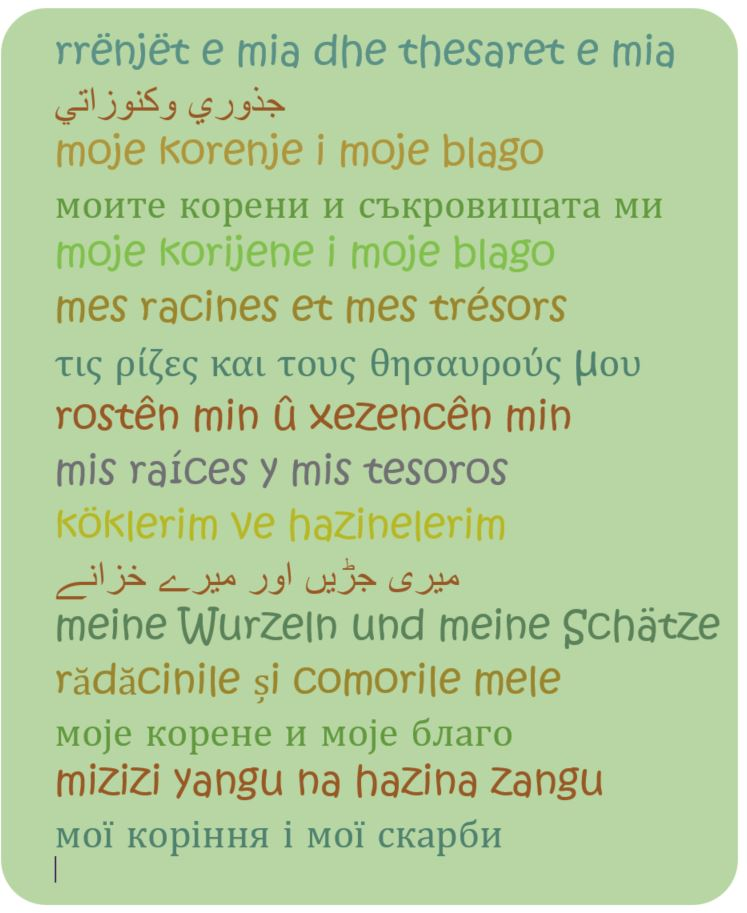 rrënjët e mia dhe thesaret e mia
جذوري وكنوزاتي
moje korenje i moje blago
моите корени и съкровищата ми
moje korijene i moje blago
mes racines et mes trésors
τις ρίζες και τους θησαυρούς μου
rostên min û xezencên min
mis raíces y mis tesoros
köklerim ve hazinelerim
میری جڑیں اور میرے خزانے
meine Wurzeln und meine Schätze
rădăcinile și comorile mele
моје корене и моје благо
mizizi yangu na hazina zangu
мої коріння і мої скарби